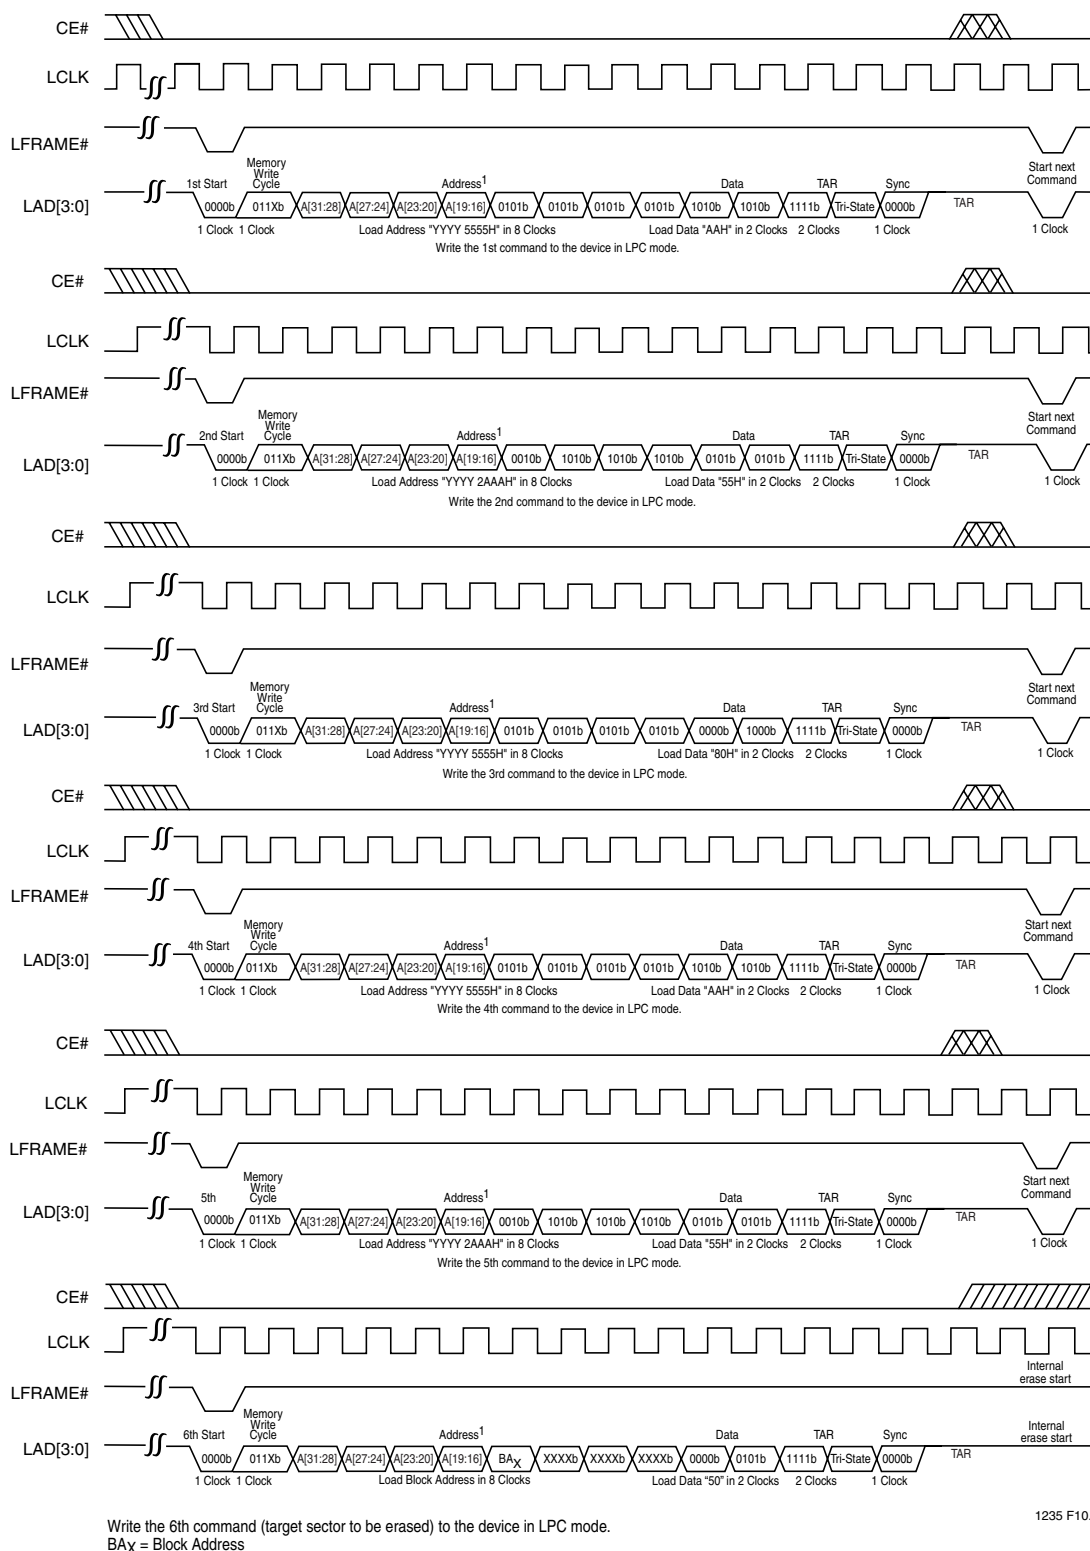 CE#
LCLK
LFRAME#
Start next
Command
LAD[3:0]
1st Start
Memory
Write
Cycle
Address1
Data
TAR
Sync
0000b 011Xb A[31:28] A[27:24] A[23:20] A[19:16] 0101b 0101b 0101b 0101b 1010b 1010b 1111b Tri-State 0000b TAR
1 Clock 1 Clock Load Address "YYYY 5555H" in 8 Clocks Load Data "AAH" in 2 Clocks 2 Clocks 1 Clock 1 Clock
Write the 1st command to the device in LPC mode.
CE#
LCLK
LFRAME#
Start next
Command
LAD[3:0]
2nd Start
Memory
Write
Cycle
Address1
Data
TAR
Sync
0000b 011Xb A[31:28] A[27:24] A[23:20] A[19:16] 0010b 1010b 1010b 1010b 0101b 0101b 1111b Tri-State 0000b TAR
1 Clock 1 Clock Load Address "YYYY 2AAAH" in 8 Clocks Load Data "55H" in 2 Clocks 2 Clocks 1 Clock 1 Clock
Write the 2nd command to the device in LPC mode.
CE#
LCLK
LFRAME#
Start next
Command
LAD[3:0]
3rd Start
Memory
Write
Cycle
Address1
Data
TAR
Sync
0000b 011Xb A[31:28] A[27:24] A[23:20] A[19:16] 0101b 0101b 0101b 0101b 0000b 1000b 1111b Tri-State 0000b TAR
1 Clock 1 Clock Load Address "YYYY 5555H" in 8 Clocks Load Data "80H" in 2 Clocks 2 Clocks 1 Clock 1 Clock
Write the 3rd command to the device in LPC mode.
CE#
LCLK
LFRAME#
Start next
Command
LAD[3:0]
4th Start
Memory
Write
Cycle
Address1
Data
TAR
Sync
0000b 011Xb A[31:28] A[27:24] A[23:20] A[19:16] 0101b 0101b 0101b 0101b 1010b 1010b 1111b Tri-State 0000b TAR
1 Clock 1 Clock Load Address "YYYY 5555H" in 8 Clocks Load Data "AAH" in 2 Clocks 2 Clocks 1 Clock 1 Clock
Write the 4th command to the device in LPC mode.
CE#
LCLK
LFRAME#
Start next
Command
LAD[3:0]
5th
Memory
Write
Cycle
Address1
Data
TAR
Sync
0000b 011Xb A[31:28] A[27:24] A[23:20] A[19:16] 0010b 1010b 1010b 1010b 0101b 0101b 1111b Tri-State 0000b TAR
1 Clock 1 Clock Load Address "YYYY 2AAAH" in 8 Clocks Load Data "55H" in 2 Clocks 2 Clocks 1 Clock 1 Clock
Write the 5th command to the device in LPC mode.
CE#
LCLK
Internal
erase start
LFRAME#
Internal
erase start
LAD[3:0]
6th Start
Memory
Write
Cycle
Address1
Data
TAR
Sync
0000b 011Xb A[31:28] A[27:24] A[23:20] A[19:16] BAX XXXXb XXXXb XXXXb 0000b 0101b 1111b Tri-State 0000b TAR
1 Clock 1 Clock Load Block Address in 8 Clocks Load Data “50” in 2 Clocks 2 Clocks 1 Clock
1235 F10.
Write the 6th command (target sector to be erased) to the device in LPC mode.
BAX = Block Address